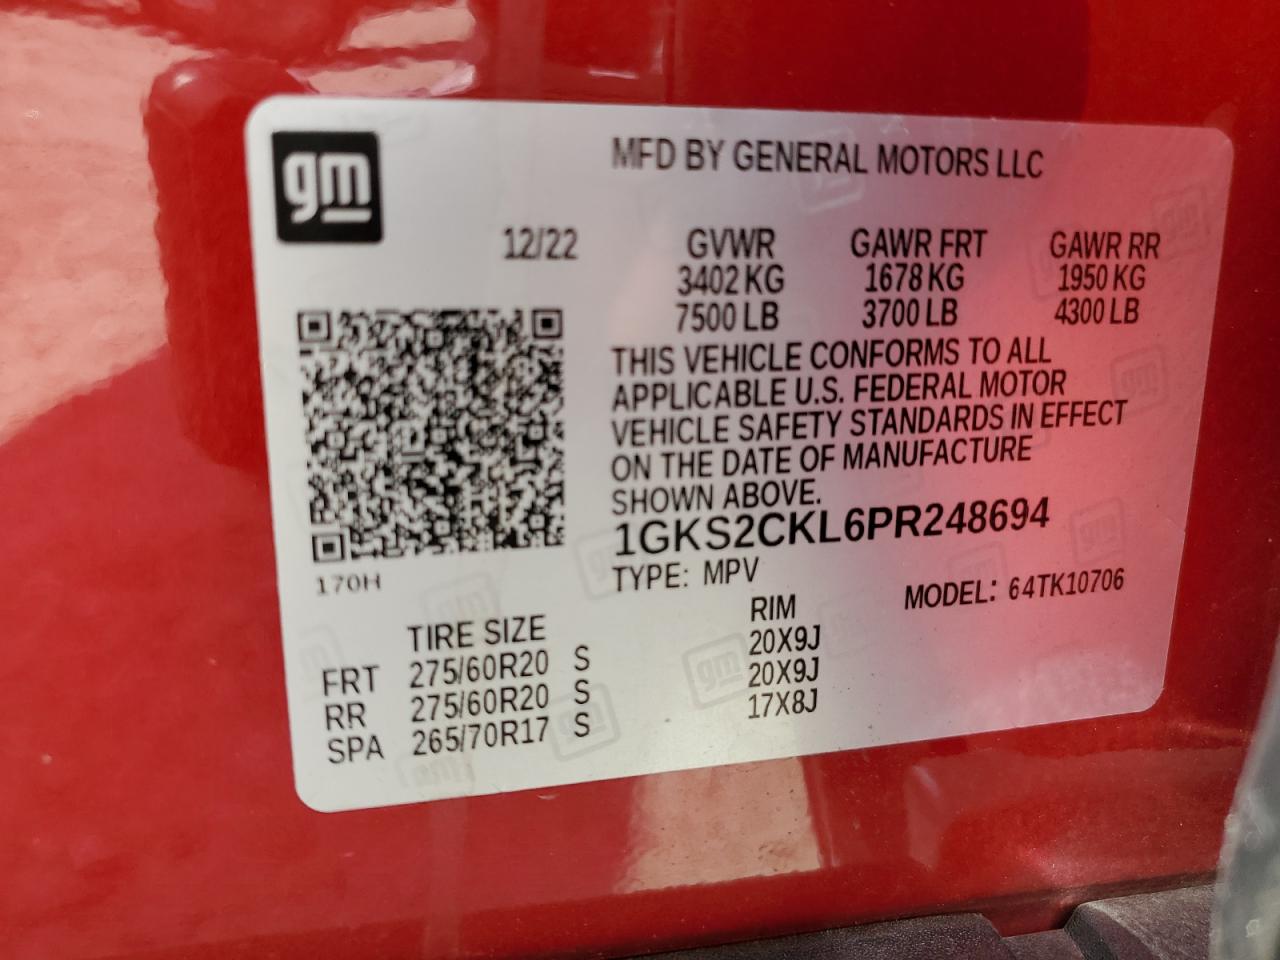 gm
MFD BY GENERAL MOTORS LLC
12/22 GVWR GAWR FRT GAWR RR
3402 KG 1678 KG 1950 KG
7500 LB 3700 LB 4300 LB
THIS VEHICLE CONFORMS TO ALL
APPLICABLE U.S. FEDERAL MOTOR
VEHICLE SAFETY STANDARDS IN EFFECT
ON THE DATE OF MANUFACTURE
SHOWN ABOVE.
1GKS2CKL6PR248694
170H
TYPE: MPV MODEL: 64TK10706
TIRE SIZE RIM
FRT 275/60R20 S 20X9J
RR 275/60R20 S 20X9J
SPA 265/70R17 S 17X8J